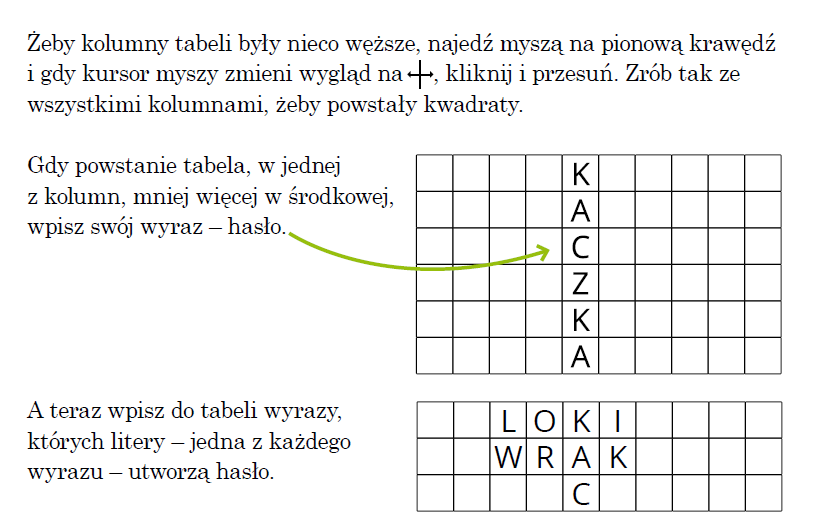 Żeby kolumny tabeli były nieco węższe, najedź myszą na pionową krawędź
i gdy kursor myszy zmieni wygląd na , kliknij i przesuń. Zrób tak ze
wszystkimi kolumnami, żeby powstały kwadraty.
Gdy powstanie tabela, w jednej
z kolumn, mniej więcej w środkowej,
wpisz swój wyraz – hasło.
K
A
C
Z
K
A
A teraz wpisz do tabeli wyrazy,
których litery – jedna z każdego
wyrazu – utworzą hasło.
L O K I
W R A K
C